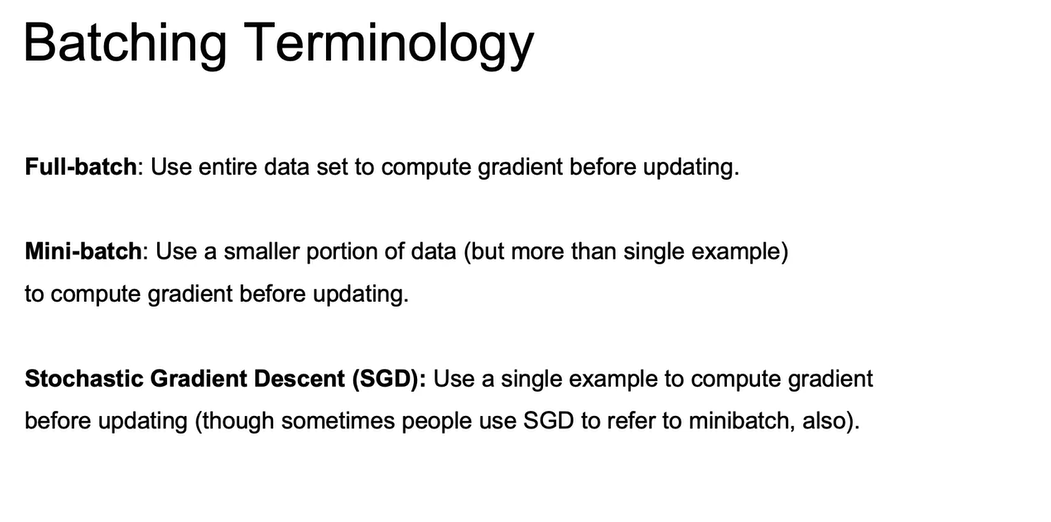 Batching Terminology
Full-batch: Use entire data set to compute gradient before updating.
Mini-batch: Use a smaller portion of data (but more than single example)
to compute gradient before updating.
Stochastic Gradient Descent (SGD): Use a single example to compute gradient
before updating (though sometimes people use SGD to refer to minibatch, also).